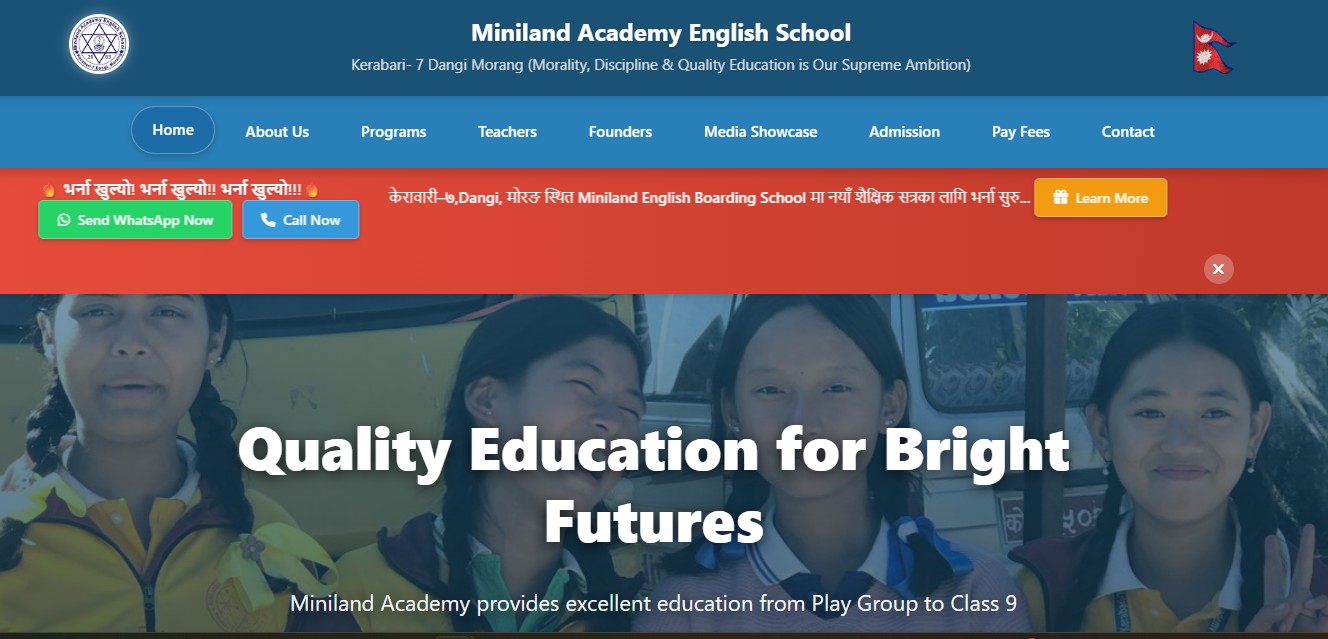 Miniland Academy English School
Kerabari- 7 Dangi Morang (Morality, Discipline & Quality Education is Our Supreme Ambition)
Home About Us Programs Teachers Founders Media Showcase Admission Pay Fees Contact
भर्ना खुल्यो! भर्ना खुल्यो!! भर्ना खुल्यो!!!
केरावारी–७,Dangi, मोरङ स्थित Miniland English Boarding School मा नयाँ शैक्षिक सत्रका लागि भर्ना सुरु... Learn More
Send WhatsApp Now Call Now
Quality Education for Bright
Futures
Miniland Academy provides excellent education from Play Group to Class 9